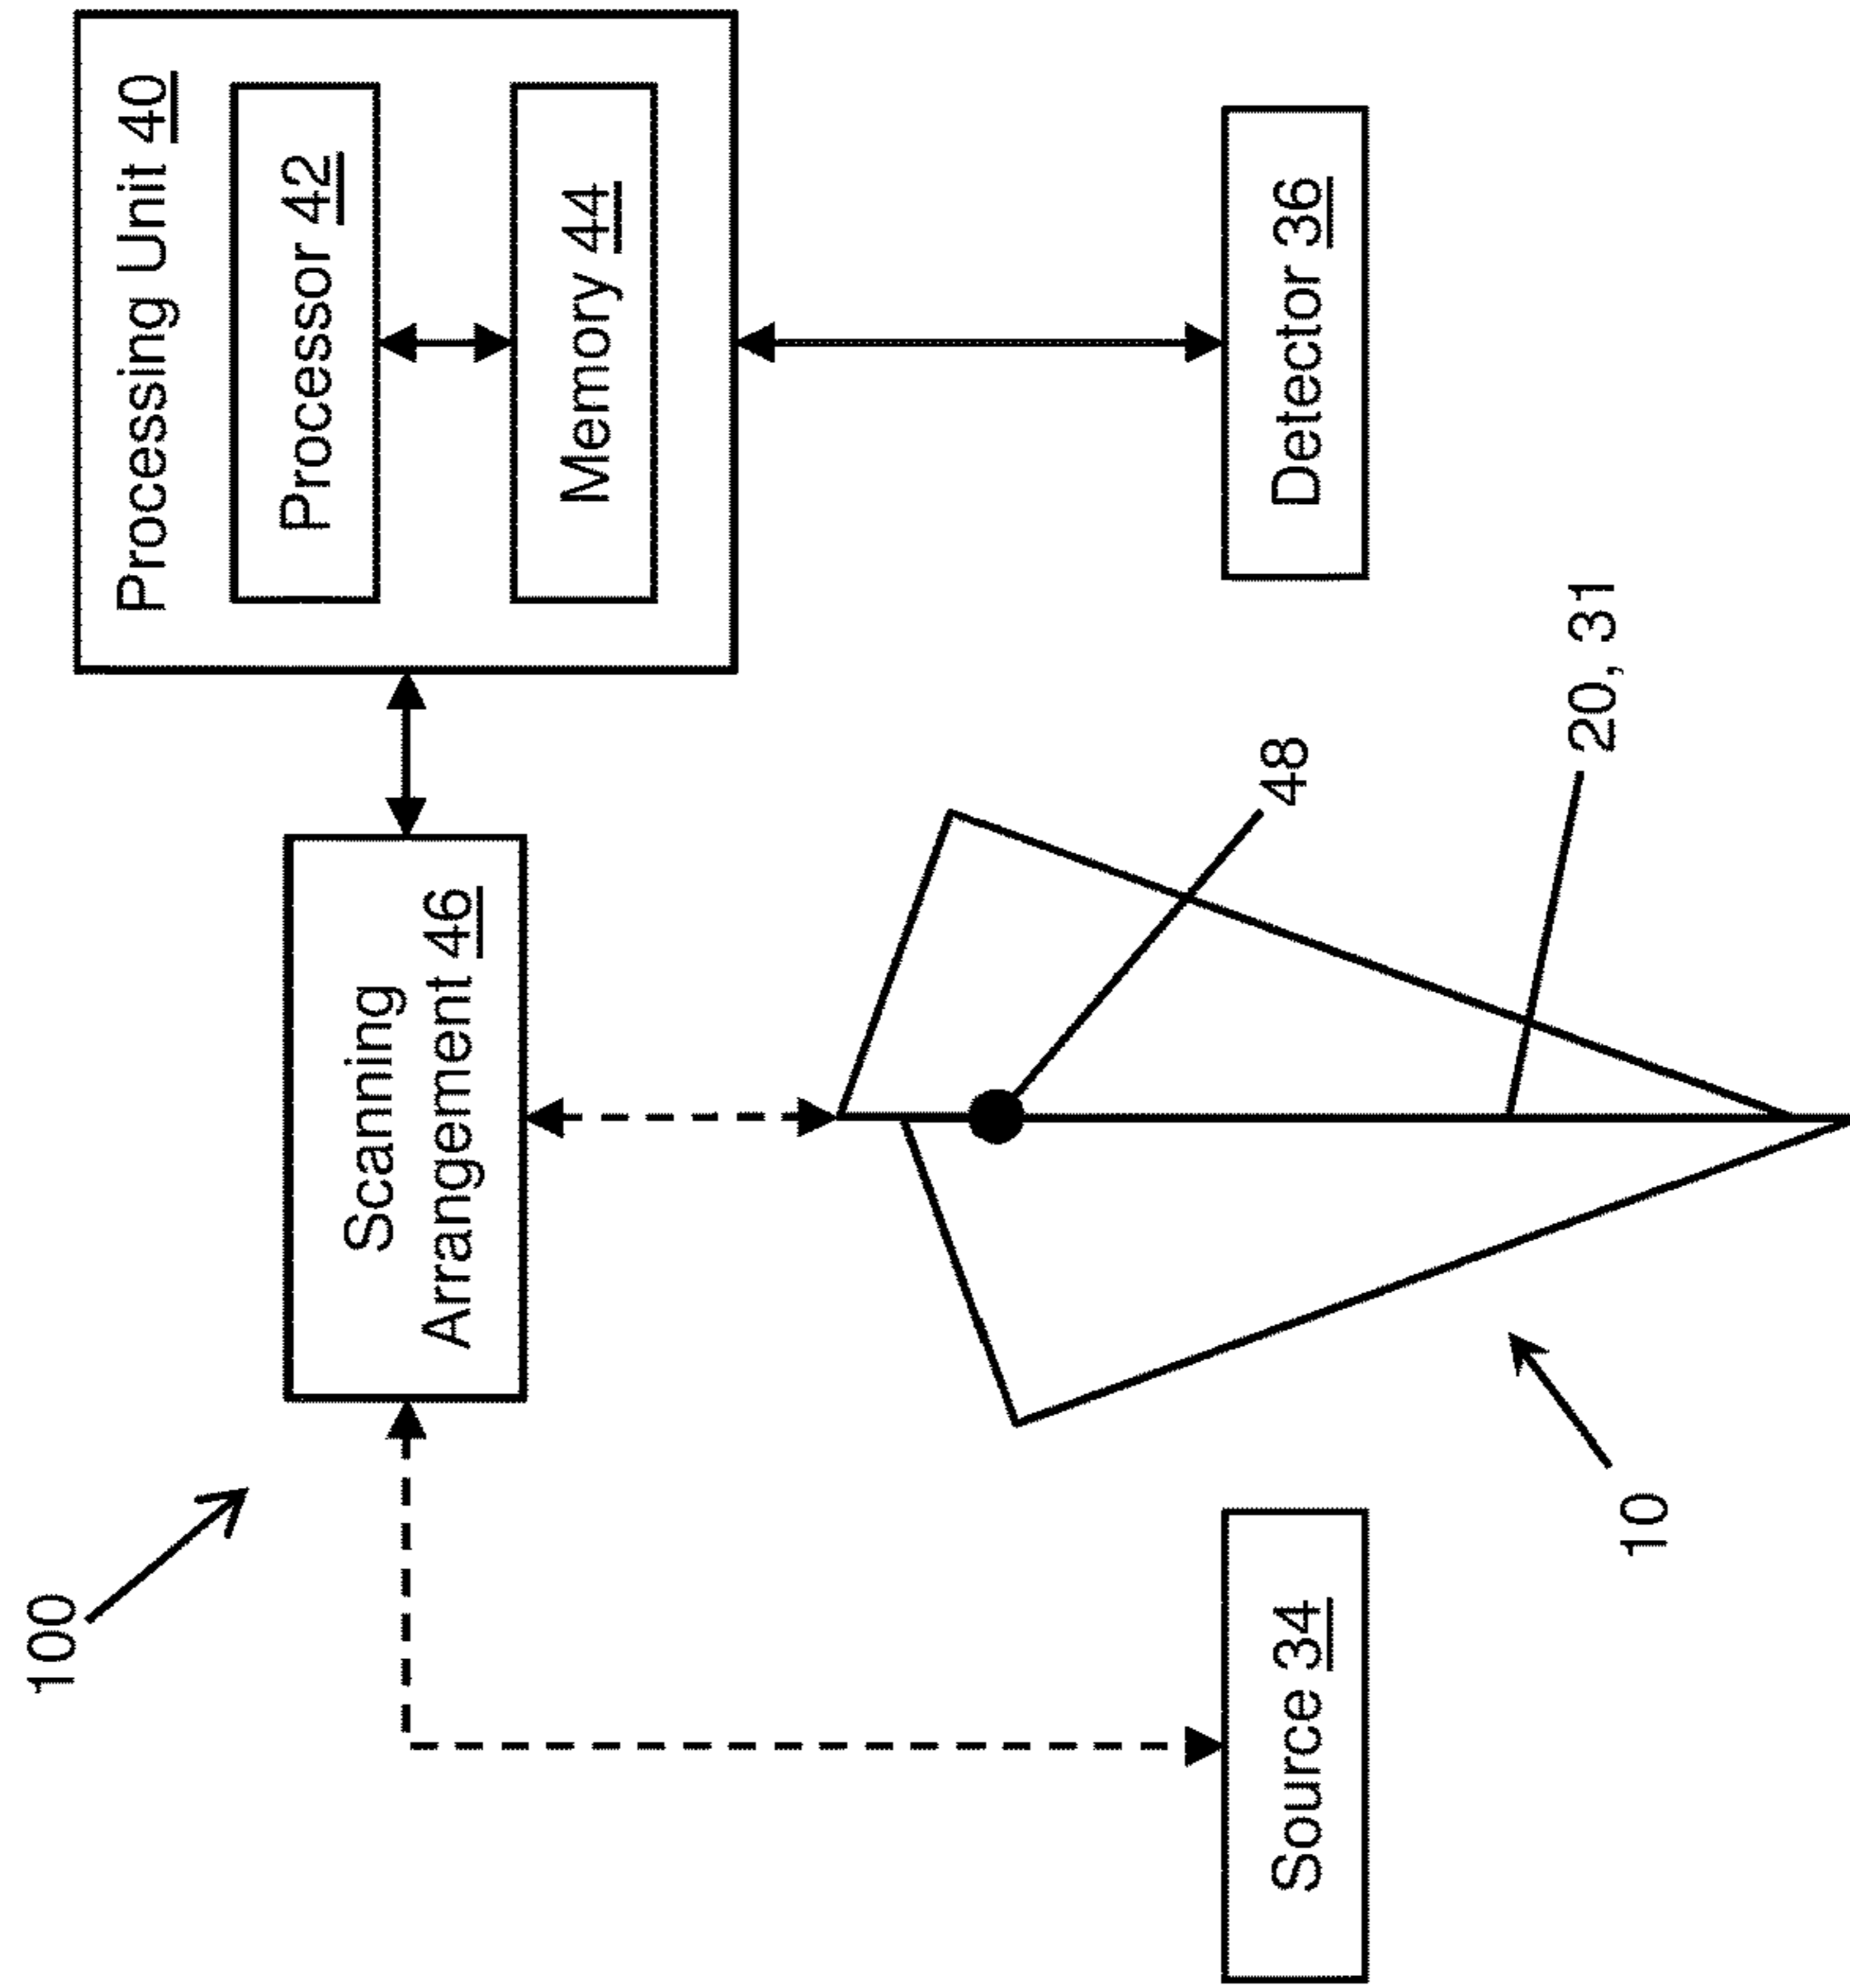 100
Scanning
Arrangement 46
Processing Unit 40
Processor 42
Memory 44
Source 34
10
48
20, 31
Detector 36